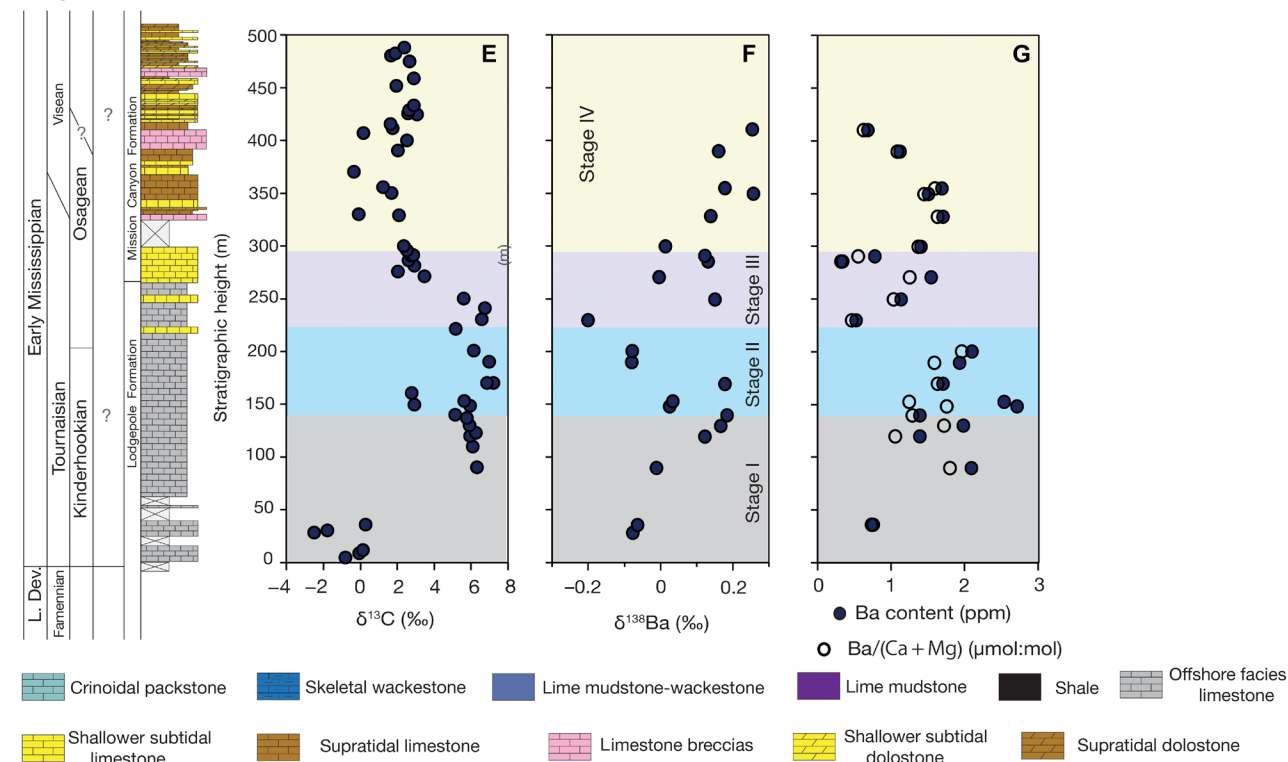 Early Mississippian
L. Dev.
Visean
Tournaisian
Famennian
Osagean
Kinderhookian
?
?
?
Mission Canyon Formation
Lodgepole Formation
Stratigraphic height (m)
500
450
400
350
300
250
200
150
100
50
0
E
−4 −2 0 2 4 6 8
δ¹³C (‰)
(m)
F
Stage IV
Stage III
Stage II
Stage I
−0.2 0 0.2
δ¹³⁸Ba (‰)
G
0 1 2 3
Ba content (ppm)
Ba/(Ca + Mg) (μmol:mol)
Crinoidal packstone
Skeletal wackestone
Lime mudstone-wackestone
Lime mudstone
Shale
Offshore facies
limestone
Shallower subtidal
limestone
Supratidal limestone
Limestone breccias
Shallower subtidal
dolostone
Supratidal dolostone